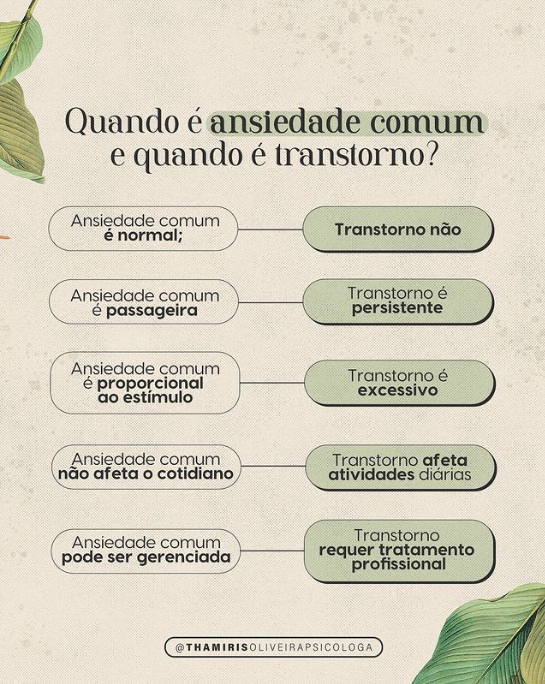 Quando é ansiedade comum
e quando é transtorno?
Ansiedade comum
é normal;
Transtorno não
Ansiedade comum
é passageira
Transtorno é
persistente
Ansiedade comum
é proporcional
ao estímulo
Transtorno é
excessivo
Ansiedade comum
não afeta o cotidiano
Transtorno afeta
atividades diárias
Ansiedade comum
pode ser gerenciada
Transtorno
requer tratamento
profissional
@THAMIRISOLIVEIRAPSICOLOGA